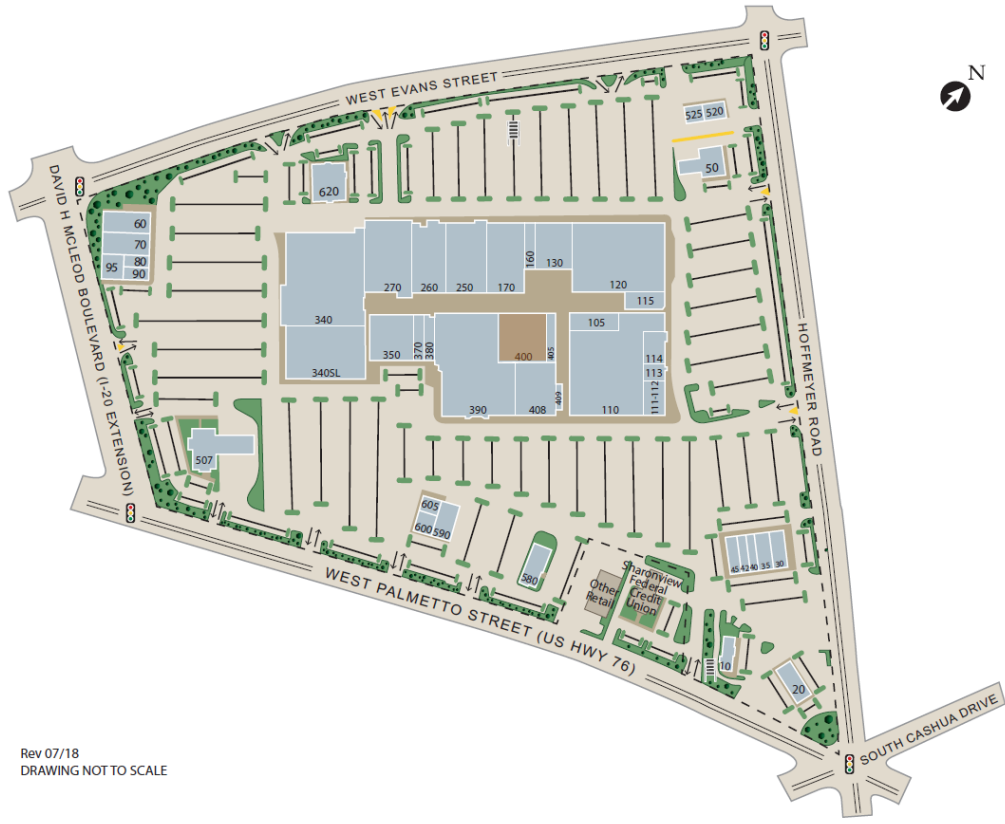 WEST EVANS STREET
N
525 520
50
620
DAVID H MCLEOD BOULEVARD (I-20 EXTENSION)
60
70
95
80
90
160
130
270
260
250
170
120
115
340
340SL
350
370
380
400
405
105
114
113
111-112
390
408
409
110
HOFFMEYER ROAD
507
605
600 590
580
Other
Retail
Sharonview
Federal
Credit
Union
45 42 40 35 30
10
20
WEST PALMETTO STREET (US HWY 76)
SOUTH CASHUA DRIVE
Rev 07/18
DRAWING NOT TO SCALE